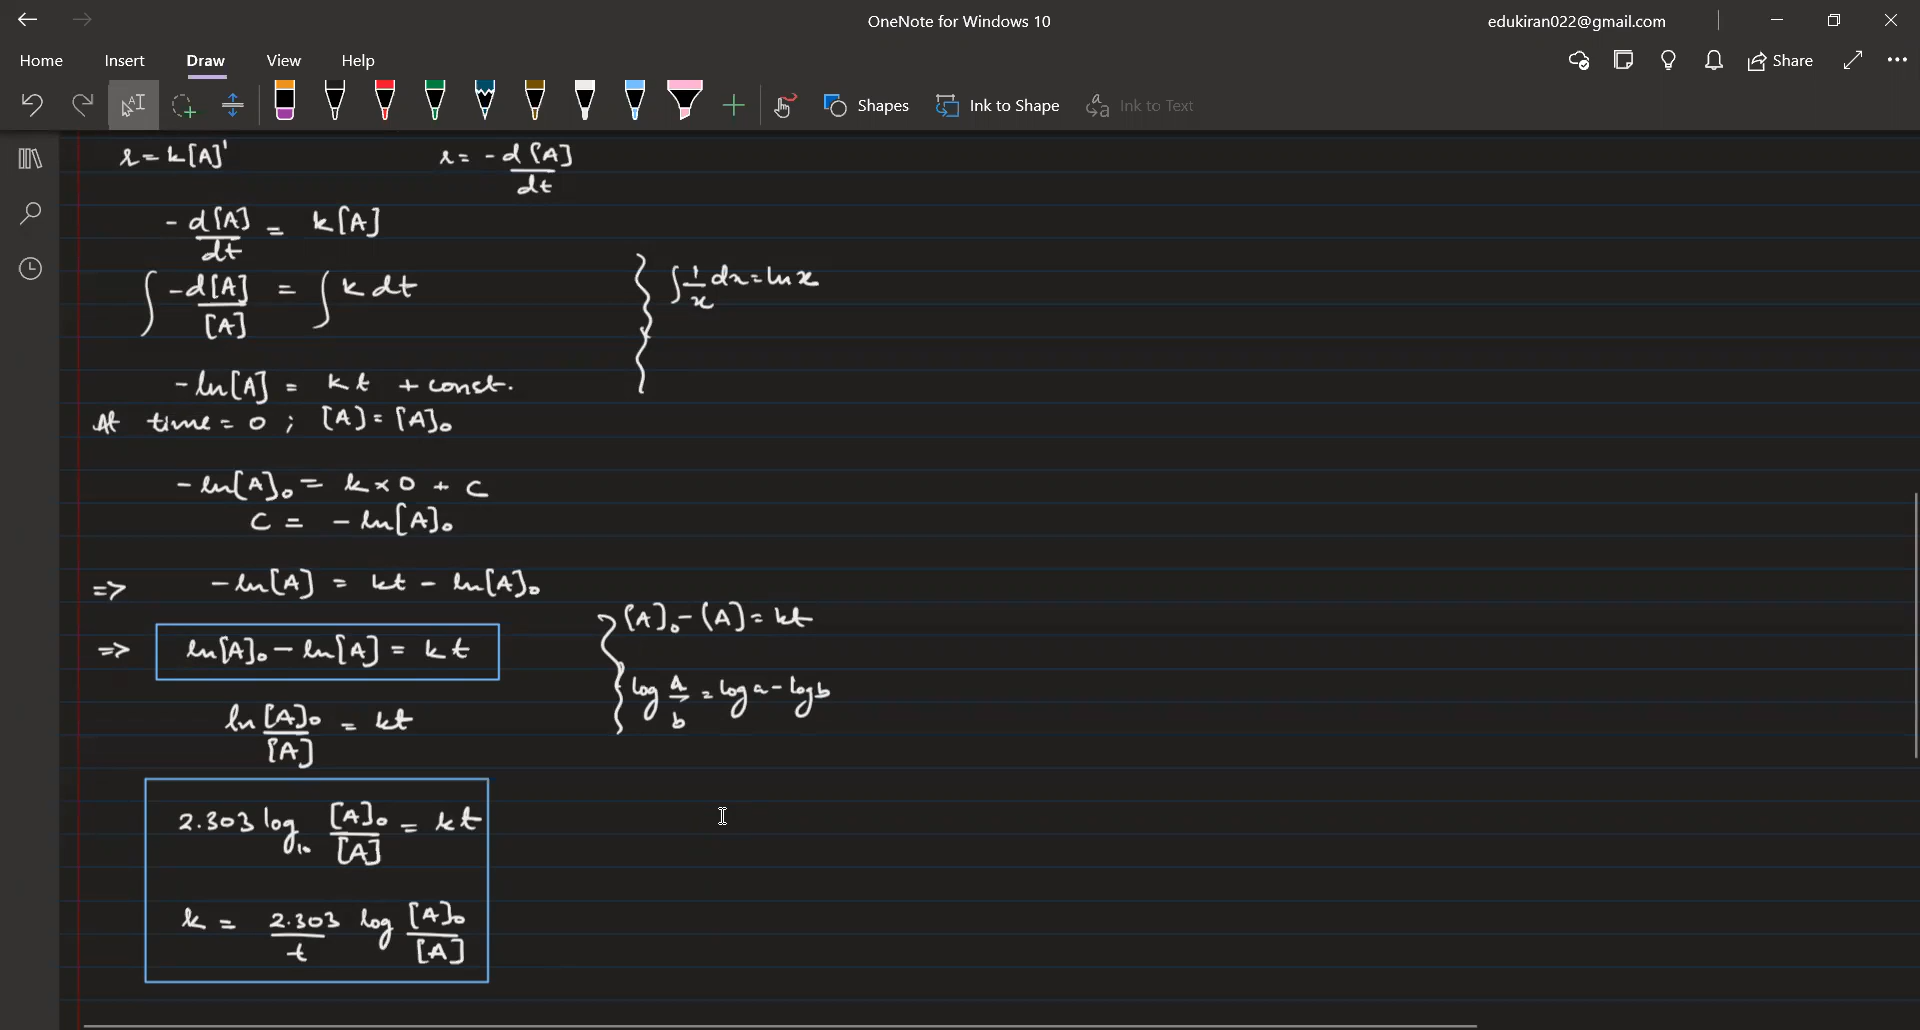 OneNote for Windows 10
edukiran022@gmail.com
Home Insert Draw View Help
Share
Shapes Ink to Shape Ink to Text
r = k[A]¹ r = -d[A]/dt
-d[A]/dt = k[A]
∫ -d[A]/[A] = ∫ k dt
∫ 1/x dx = ln x
-ln[A] = kt + const.
At time = 0 ; [A] = [A]₀
-ln[A]₀ = k × 0 + C
C = -ln[A]₀
=> -ln[A] = kt - ln[A]₀
[A]₀ - [A] = kt
=> ln[A]₀ - ln[A] = kt
log a/b = log a - log b
ln [A]₀/[A] = kt
2.303 log₁₀ [A]₀/[A] = kt
k = 2.303/t log [A]₀/[A]